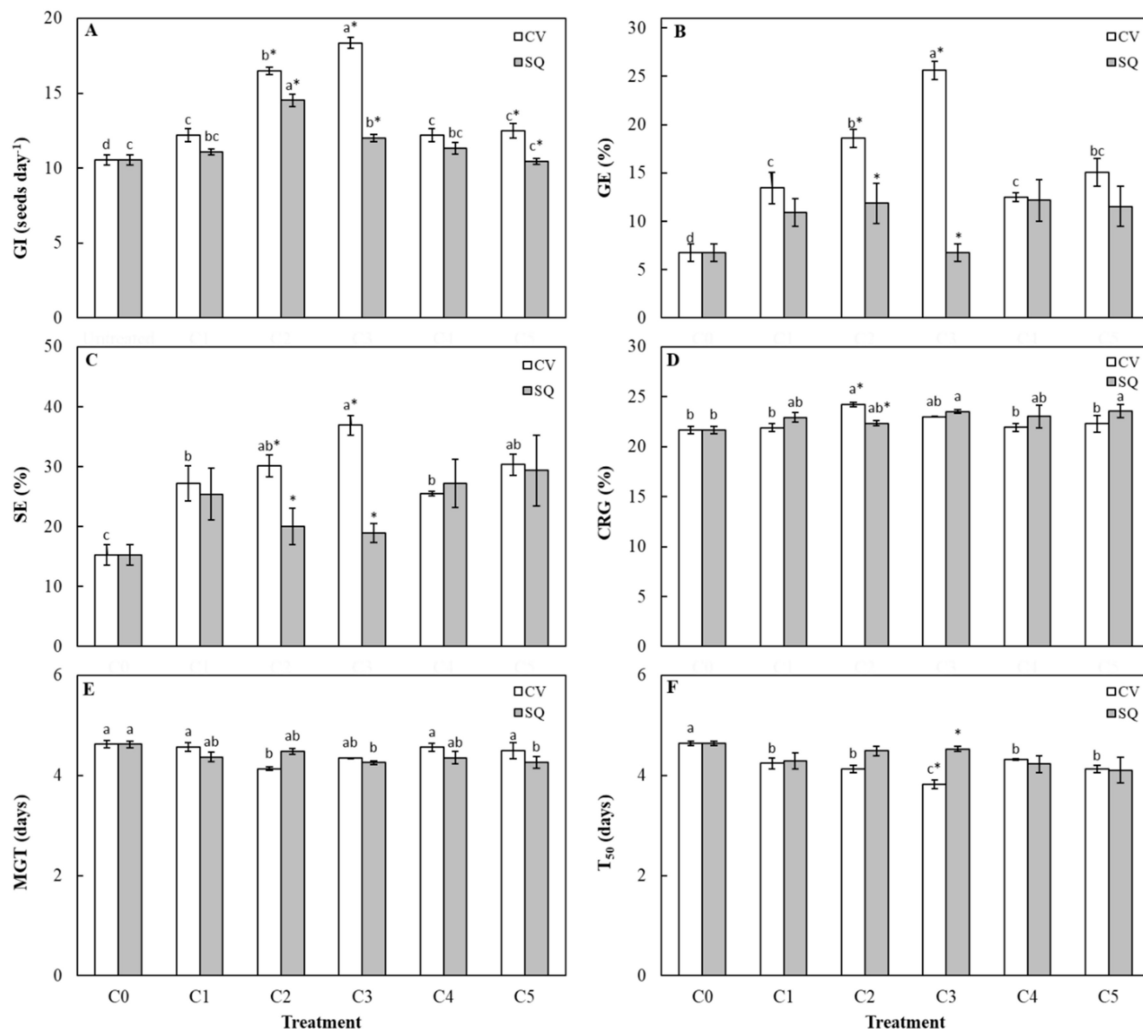 A
CV
SQ
GI (seeds day-1)
20
15
10
5
0
d c
c bc
b* a*
a* b*
c bc
c* c*
B
CV
SQ
GE (%)
30
25
20
15
10
5
0
d
c
b* *
a* *
c
bc
C
CV
SQ
SE (%)
50
40
30
20
10
0
c
b
ab* *
a* *
b
ab
D
CV
SQ
CRG (%)
30
25
20
15
10
5
0
b b
b ab
a* ab*
ab a
b ab
b a
E
CV
SQ
MGT (days)
6
4
2
0
a a
a ab
b ab
ab b
a ab
a b
C0 C1 C2 C3 C4 C5
Treatment
F
CV
SQ
T50 (days)
6
4
2
0
a
b
b
c* *
b
b
C0 C1 C2 C3 C4 C5
Treatment